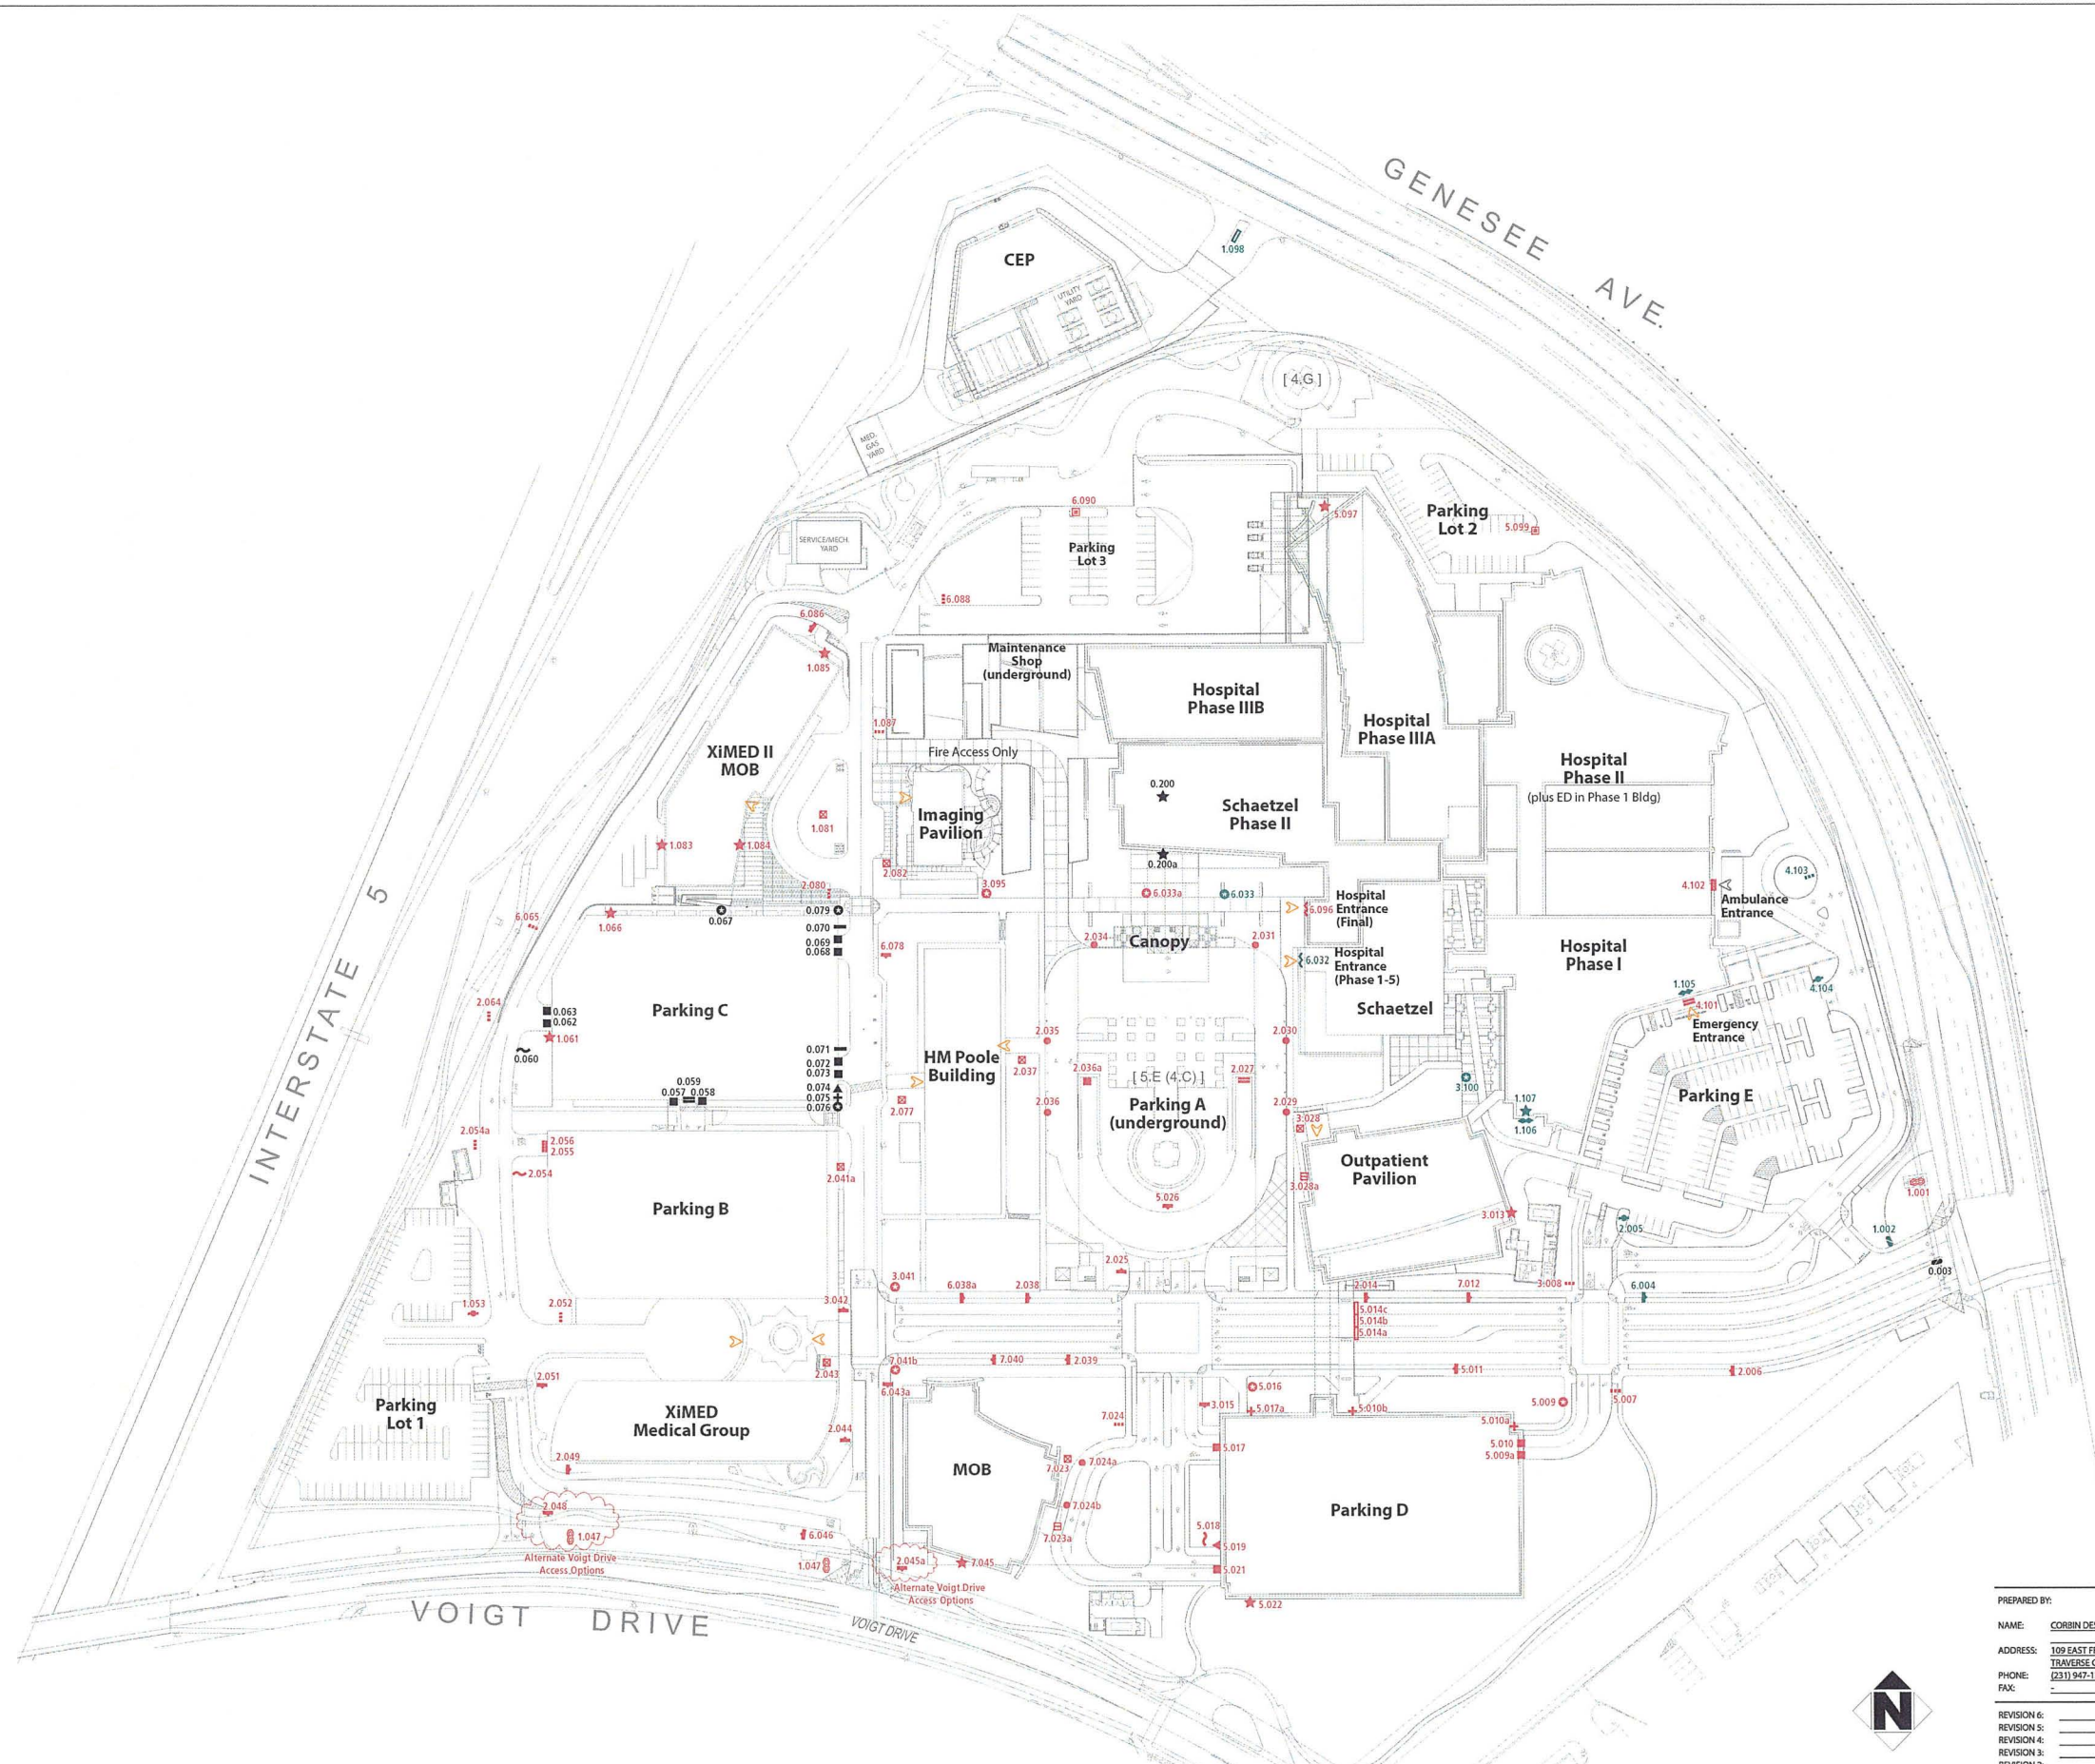 GENESEE AVE.
1.098
CEP
UTILITY
YARD
[ 4.G ]
MED.
GAS
YARD
6.090
5.097
Parking
Lot 2
5.099
SERVICE/MECH.
YARD
Parking
Lot 3
6.088
6.086
1.085
Maintenance
Shop
(underground)
Hospital
Phase IIIB
Hospital
Phase IIIA
1.087
Fire Access Only
XiMED II
MOB
Hospital
Phase II
(plus ED in Phase 1 Bldg)
0.200
Schaetzel
Phase II
Imaging
Pavilion
1.081
1.083
1.084
2.082
0.200a
4.103
4.102
Ambulance
Entrance
2.080
3.095
6.033a
6.033
6.096
Hospital
Entrance
(Final)
6.065
1.066
0.067
0.079
0.070
0.069
0.068
6.078
2.034
Canopy
2.031
6.032
Hospital
Entrance
(Phase 1-5)
Hospital
Phase I
INTERSTATE 5
2.064
0.063
0.062
1.061
0.060
Parking C
Schaetzel
1.105
4.104
4.101
Emergency
Entrance
2.035
2.030
0.071
0.072
0.073
0.074
0.075
0.076
HM Poole
Building
2.037
2.036a
[ 5.E (4.C) ]
2.027
Parking A
(underground)
2.036
2.029
3.028
0.059
0.057
0.058
2.077
3.100
1.107
1.106
Parking E
2.054a
2.056
2.055
2.054
2.041a
Parking B
Outpatient
Pavilion
3.028a
5.026
3.013
1.001
2.005
1.002
0.003
2.025
3.041
6.038a
2.038
2.014
7.012
3.008
6.004
1.053
2.052
3.042
5.014c
5.014b
5.014a
7.041b
7.040
2.039
5.011
2.006
2.051
2.043
6.043a
5.016
5.009
5.007
Parking
Lot 1
XiMED
Medical Group
2.044
7.024
3.015
5.017a
5.010b
5.010a
5.010
5.009a
5.017
2.049
MOB
7.023
7.024a
2.048
7.024b
Parking D
1.047
6.046
7.023a
5.018
5.019
Alternate Voigt Drive
Access Options
1.047
2.045a
7.045
5.021
Alternate Voigt Drive
Access Options
5.022
VOIGT DRIVE
VOIGT DRIVE
N
PREPARED BY:
NAME: CORBIN DES
ADDRESS: 109 EAST F
TRAVERSE C
PHONE: (231) 947-1
FAX: -
REVISION 6:
REVISION 5:
REVISION 4:
REVISION 3: